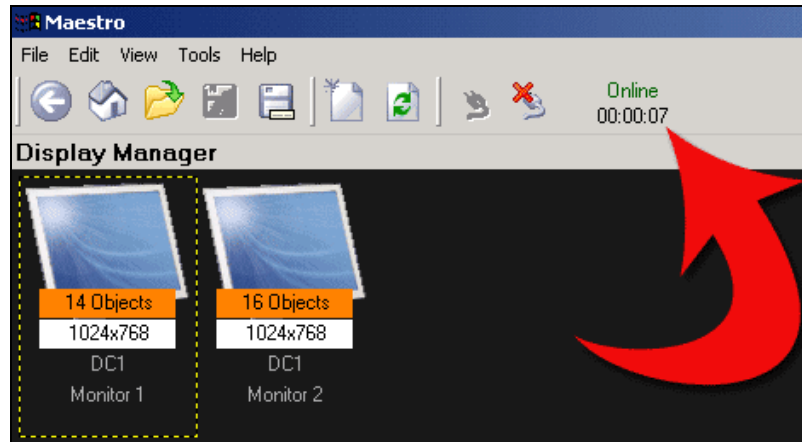 Maestro
File Edit View Tools Help
Online
00:00:07
Display Manager
14 Objects 16 Objects
1024x768 1024x768
DC1 DC1
Monitor 1 Monitor 2